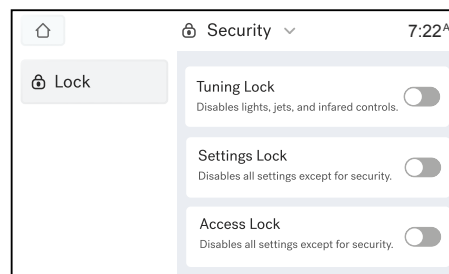 Security
7:22A
Lock
Tuning Lock
Disables lights, jets, and infared controls.
Settings Lock
Disables all settings except for security.
Access Lock
Disables all settings except for security.